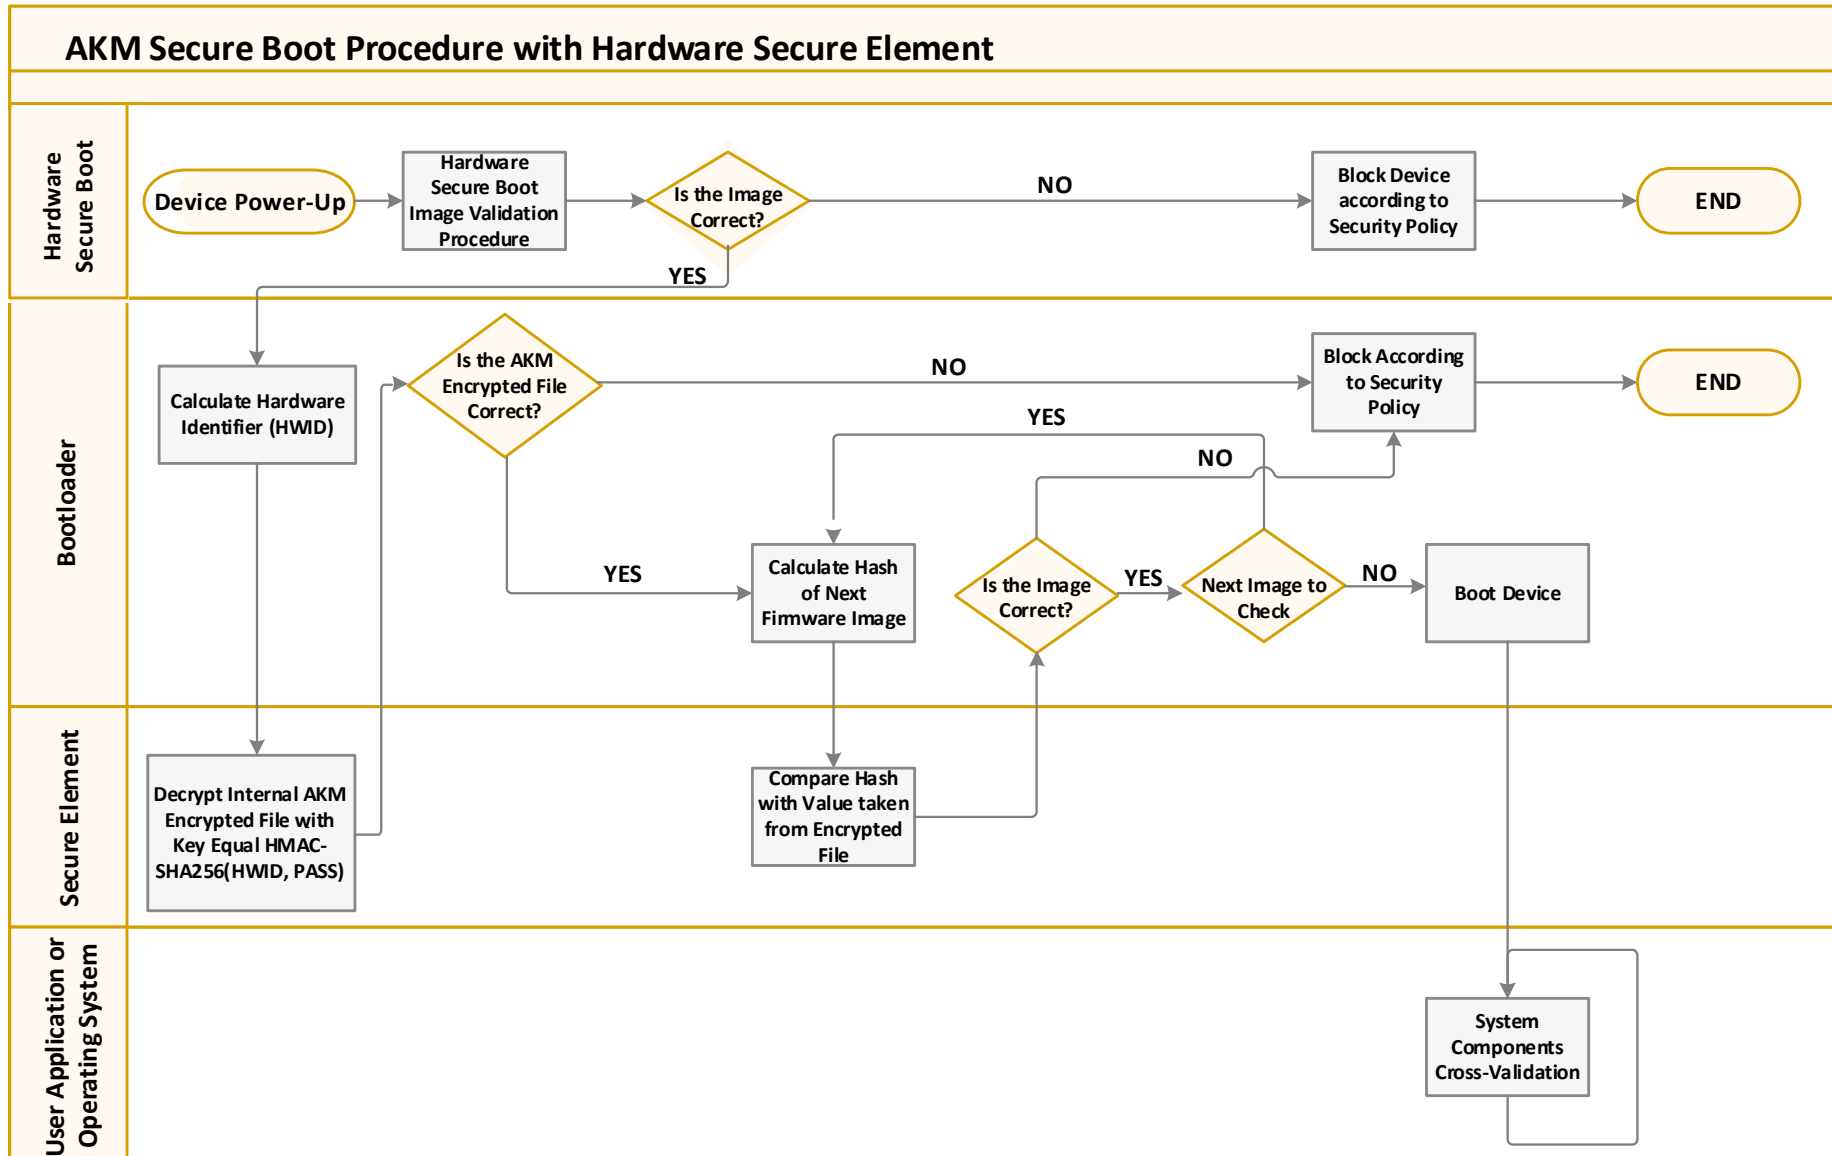 AKM Secure Boot Procedure with Hardware Secure Element
Hardware
Secure Boot
Device Power-Up
Hardware
Secure Boot
Image Validation
Procedure
Is the Image
Correct?
NO
Block Device
according to
Security Policy
END
YES
Bootloader
Calculate Hardware
Identifier (HWID)
Is the AKM
Encrypted File
Correct?
NO
Block According
to Security
Policy
END
YES
NO
YES
Calculate Hash
of Next
Firmware Image
Is the Image
Correct?
YES
Next Image to
Check
NO
Boot Device
Secure Element
Decrypt Internal AKM
Encrypted File with
Key Equal HMAC-
SHA256(HWID, PASS)
Compare Hash
with Value taken
from Encrypted
File
User Application or
Operating System
System
Components
Cross-Validation